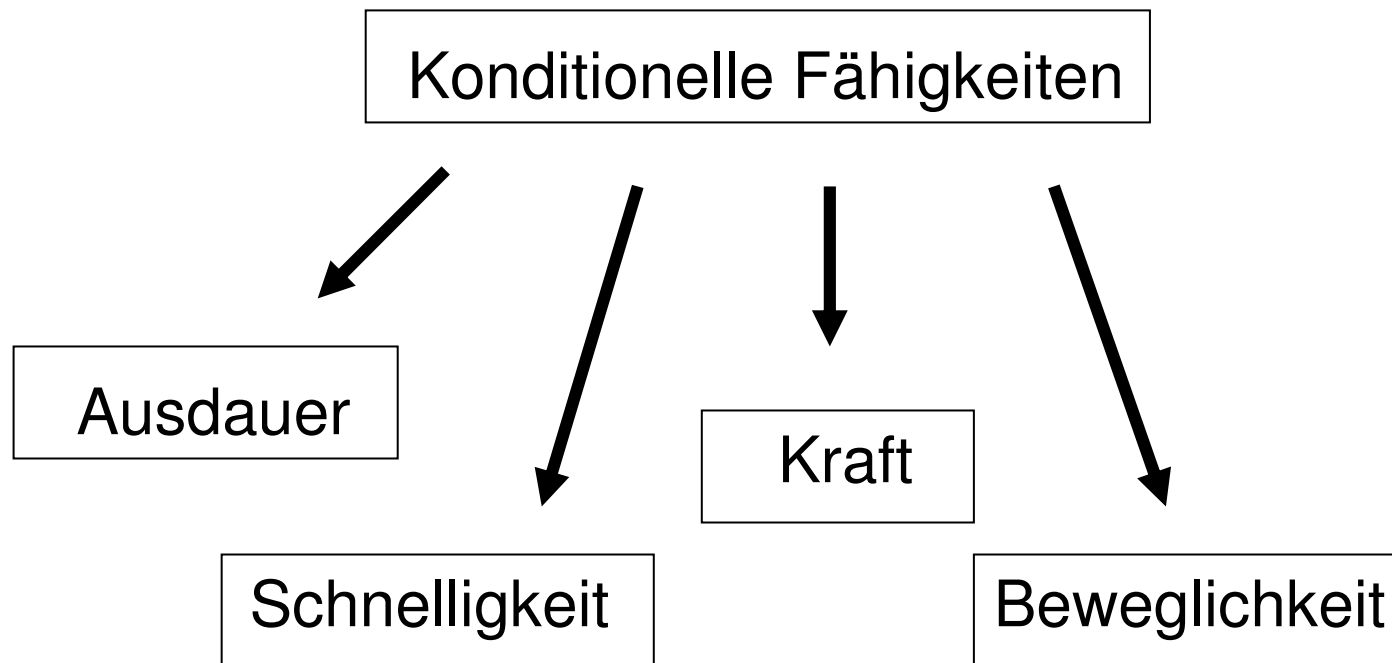 Konditionelle Fähigkeiten
Ausdauer
Kraft
Schnelligkeit
Beweglichkeit